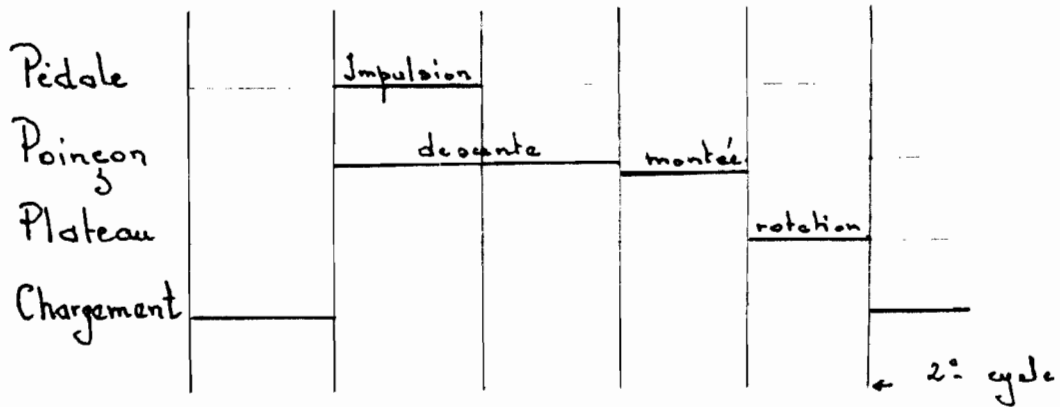 Pédale Impulsion
Poinçon descente montée
Plateau rotation
Chargement
← 2e cycle